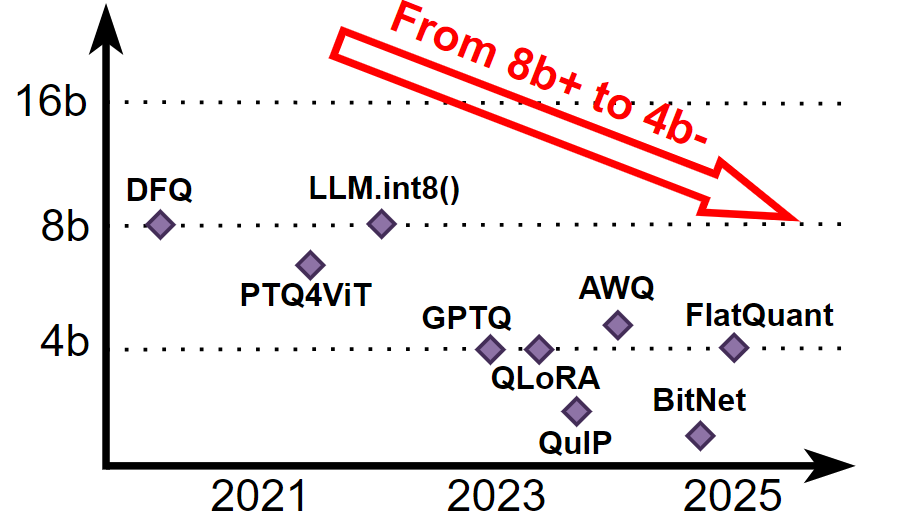 From 8b+ to 4b-
16b
DFQ
LLM.int8()
8b
PTQ4ViT
AWQ
GPTQ
FlatQuant
4b
QLoRA
BitNet
QuIP
2021
2023
2025